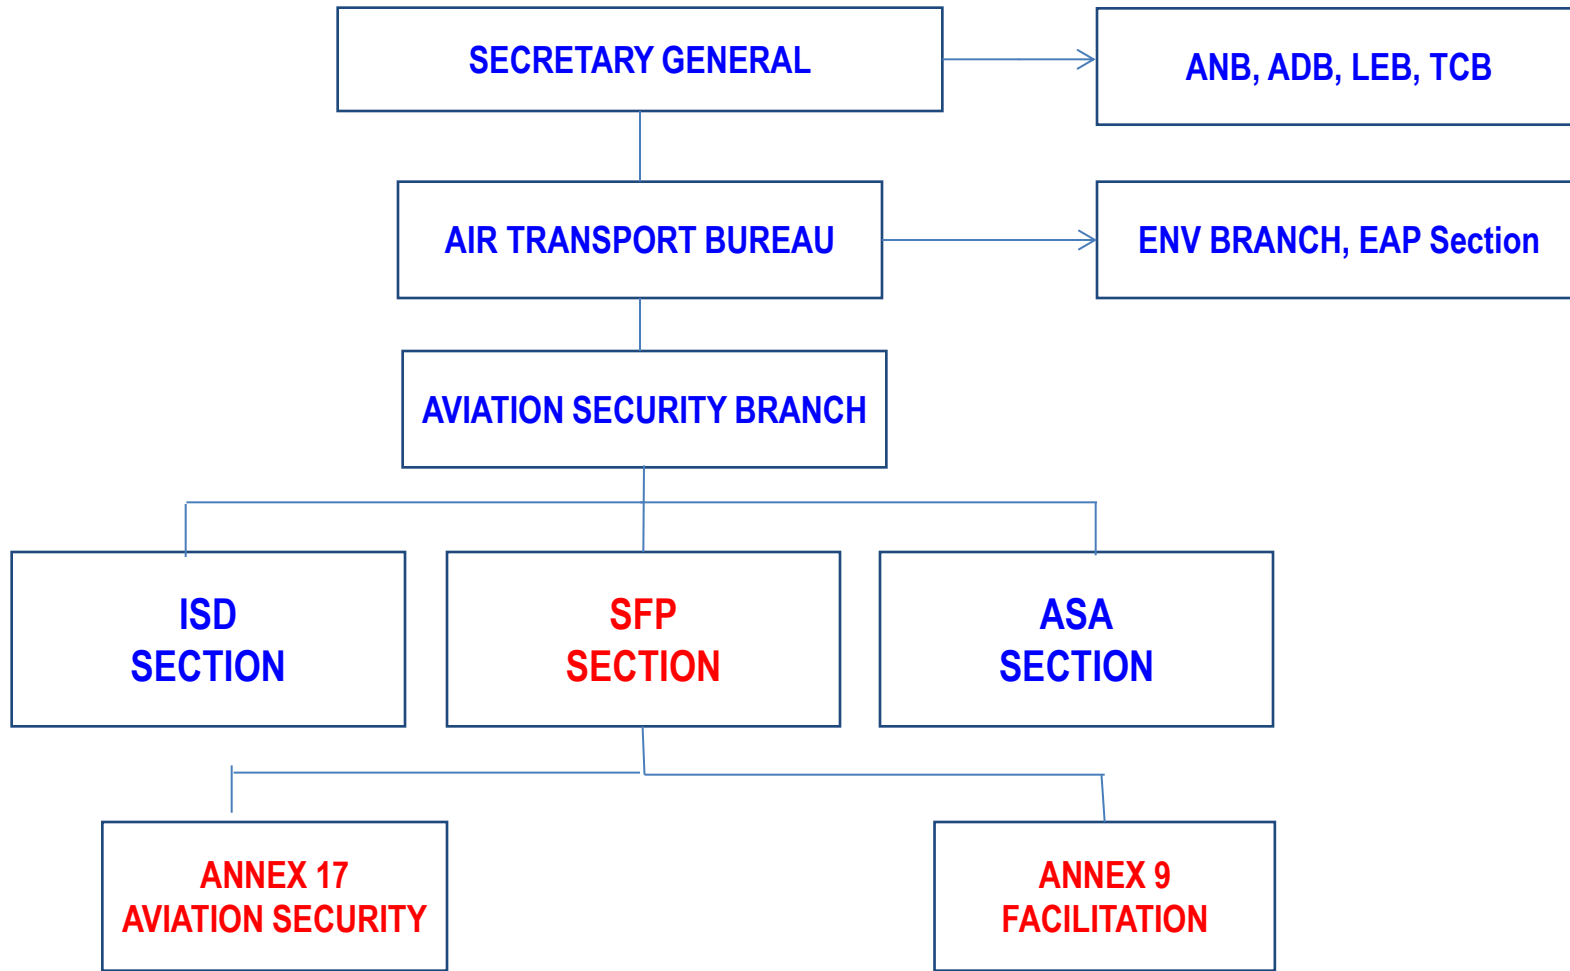 SECRETARY GENERAL
ANB, ADB, LEB, TCB
AIR TRANSPORT BUREAU
ENV BRANCH, EAP Section
AVIATION SECURITY BRANCH
ISD
SECTION
SFP
SECTION
ASA
SECTION
ANNEX 17
AVIATION SECURITY
ANNEX 9
FACILITATION